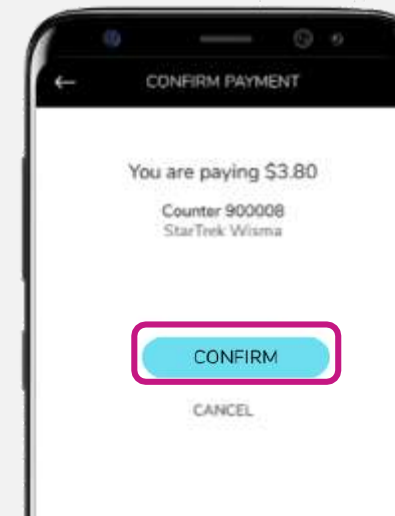 CONFIRM PAYMENT
You are paying $3.80
Counter 900008
StarTrek Wisma
CONFIRM
CANCEL